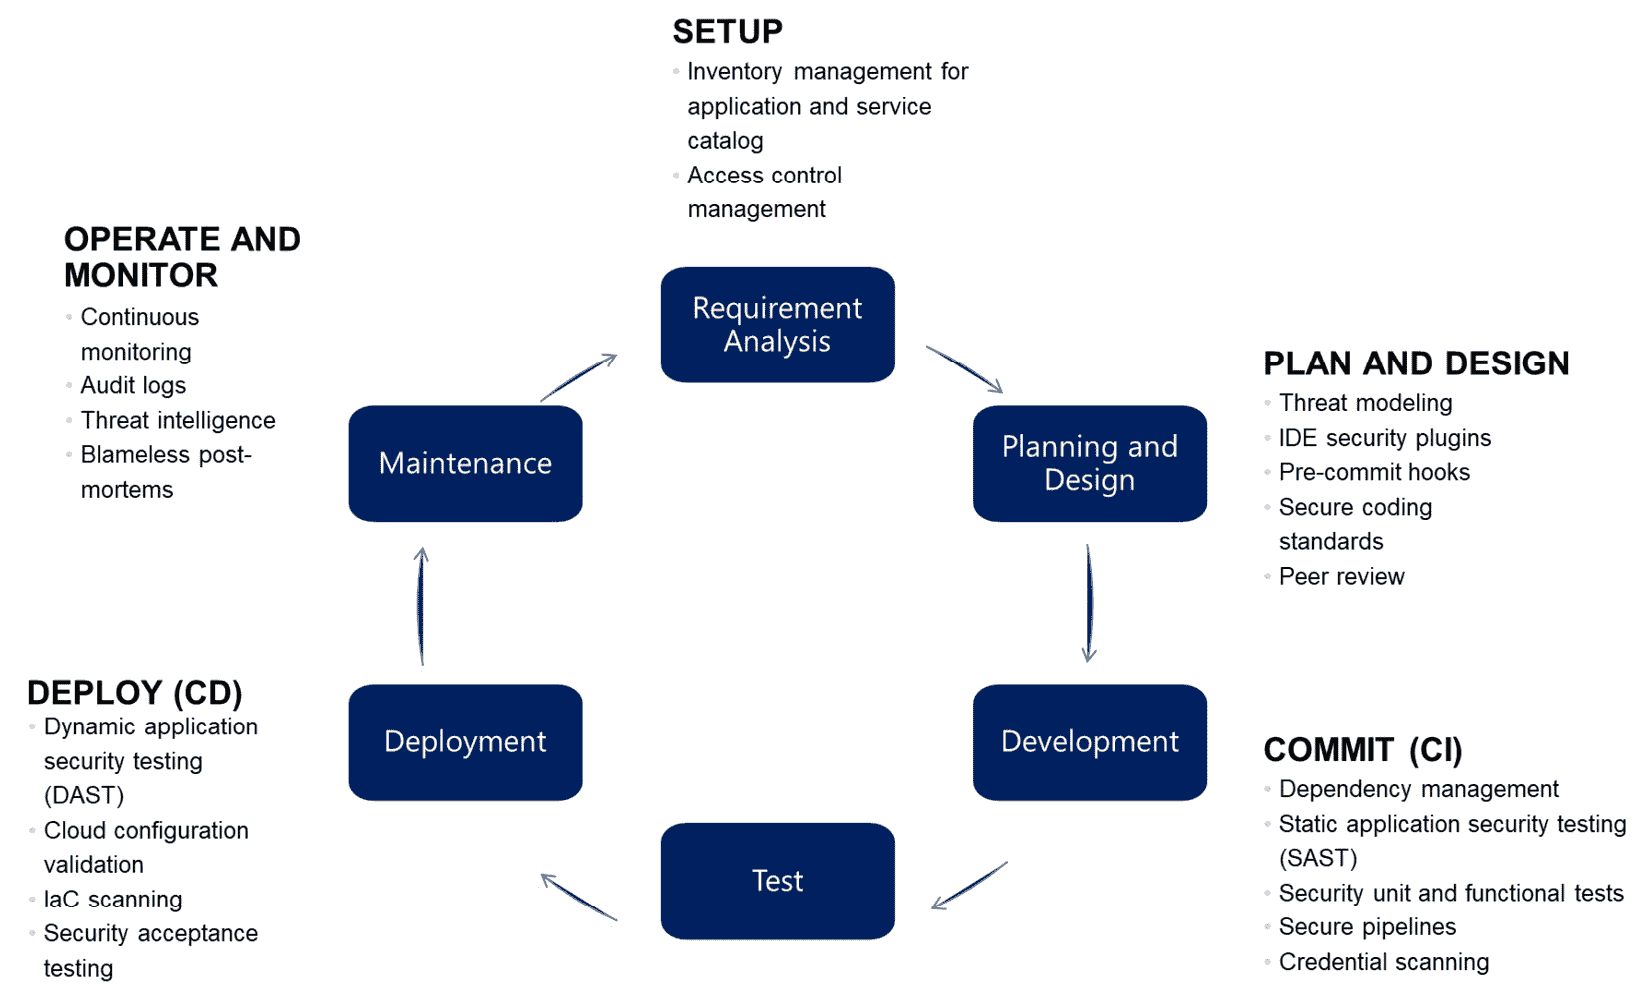 SETUP
Inventory management for
application and service
catalog
Access control
management
OPERATE AND
MONITOR
Continuous
monitoring
Audit logs
Threat intelligence
Blameless post-
mortems
Requirement
Analysis
PLAN AND DESIGN
Threat modeling
IDE security plugins
Pre-commit hooks
Secure coding
standards
Peer review
Maintenance
Planning and
Design
DEPLOY (CD)
Dynamic application
security testing
(DAST)
Cloud configuration
validation
IaC scanning
Security acceptance
testing
Deployment
Development
COMMIT (CI)
Dependency management
Static application security testing
(SAST)
Security unit and functional tests
Secure pipelines
Credential scanning
Test